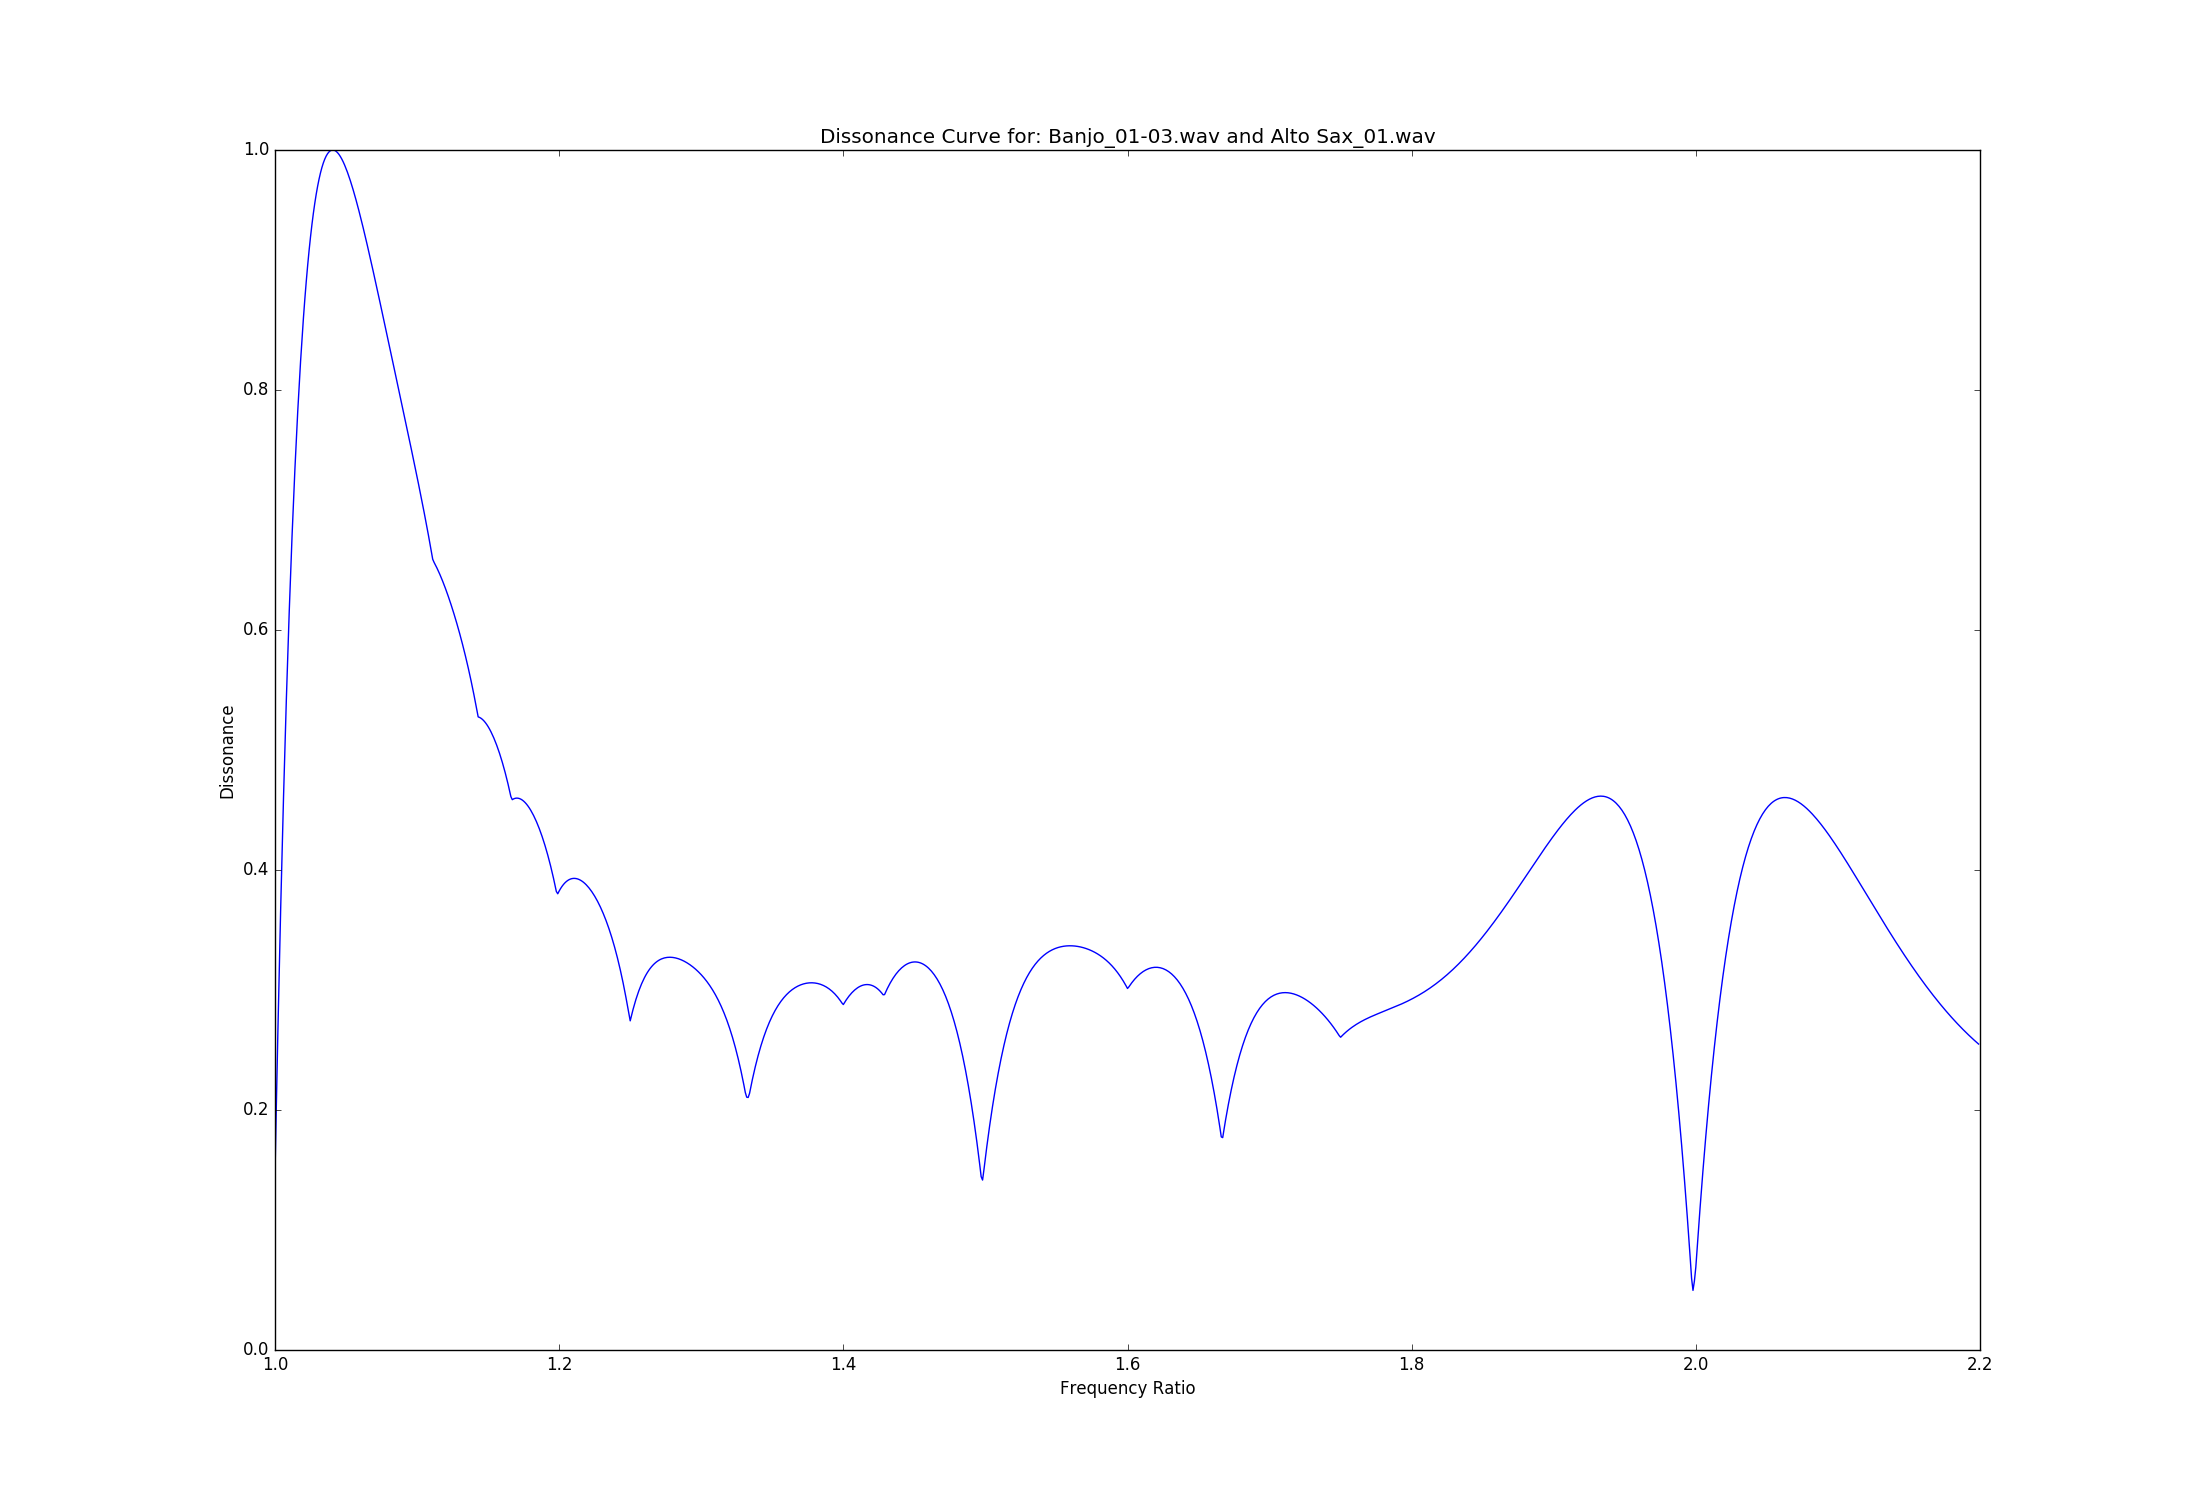 Dissonance Curve for: Banjo_01-03.wav and Alto Sax_01.wav
1.0
0.8
0.6
0.4
0.2
0.0
Dissonance
1.0 1.2 1.4 1.6 1.8 2.0 2.2
Frequency Ratio